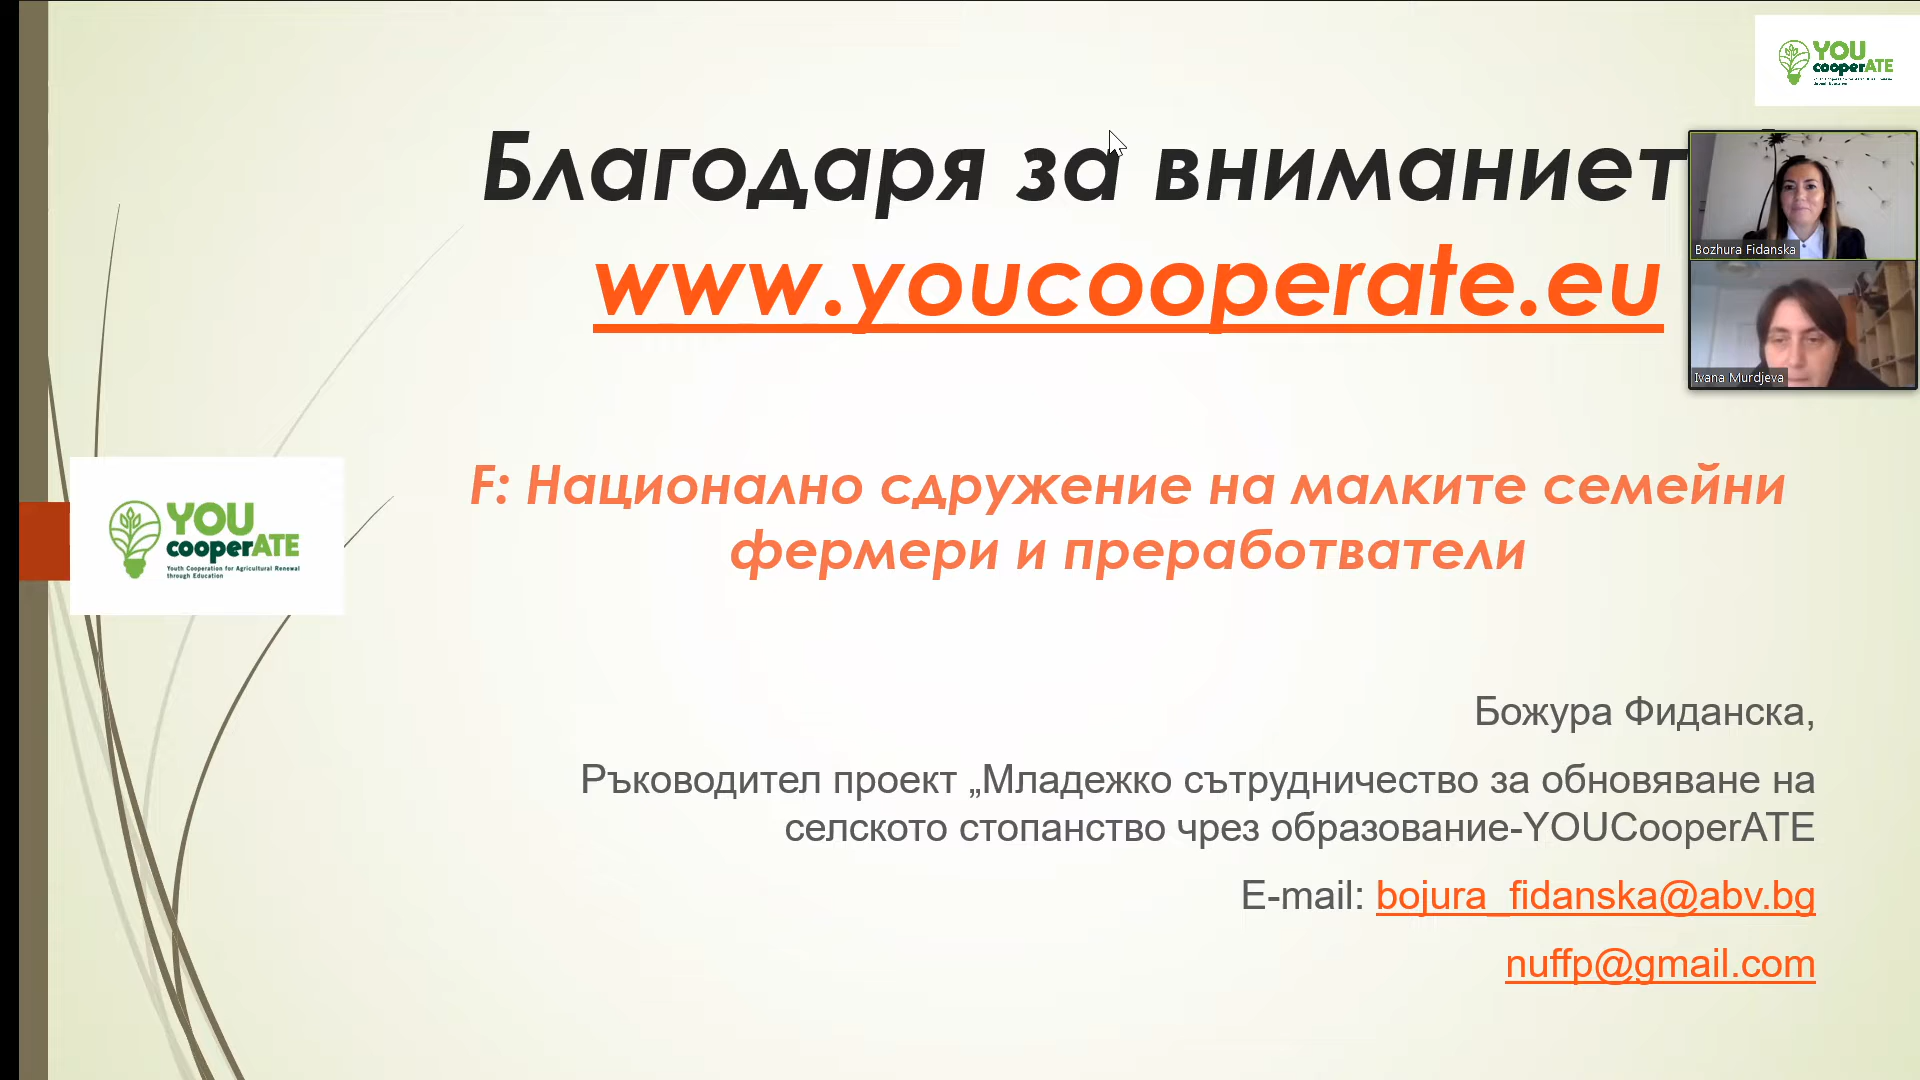 YOU
cooperATE
Благодаря за вниманиет
www.youcooperate.eu
Bozhura Fidanska
Ivana Murdjeva
F: Национално сдружение на малките семейни
фермери и преработватели
YOU
cooperATE
Youth Cooperation for Agricultural Renewal
through Education
Божура Фиданска,
Ръководител проект „Младежко сътрудничество за обновяване на
селското стопанство чрез образование-YOUCooperATE
E-mail: bojura_fidanska@abv.bg
nuffp@gmail.com